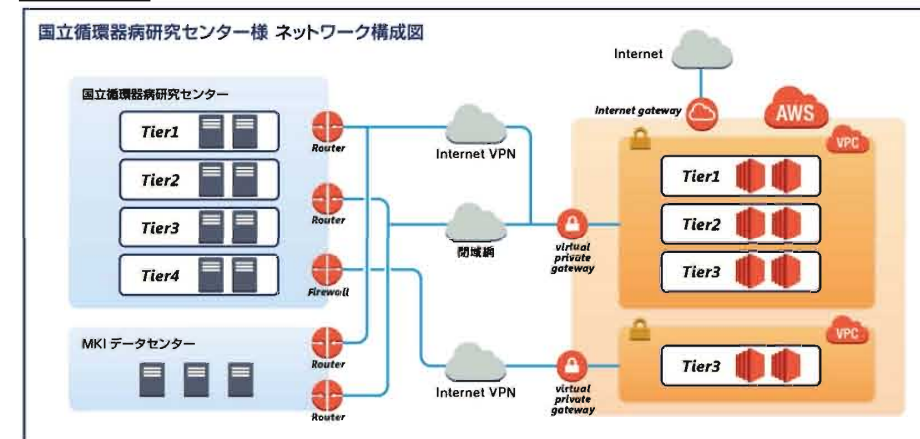 国立循環器病研究センター様 ネットワーク構成図
Internet
国立循環器病研究センター
Internet gateway
AWS
Tier1
Router
Internet VPN
VPC
Tier1
Tier2
Router
Tier2
Tier3
閉域網
virtual
private
gateway
Tier3
Tier4
Firewall
MKI データセンター
Router
VPC
Internet VPN
Tier3
Router
virtual
private
gateway